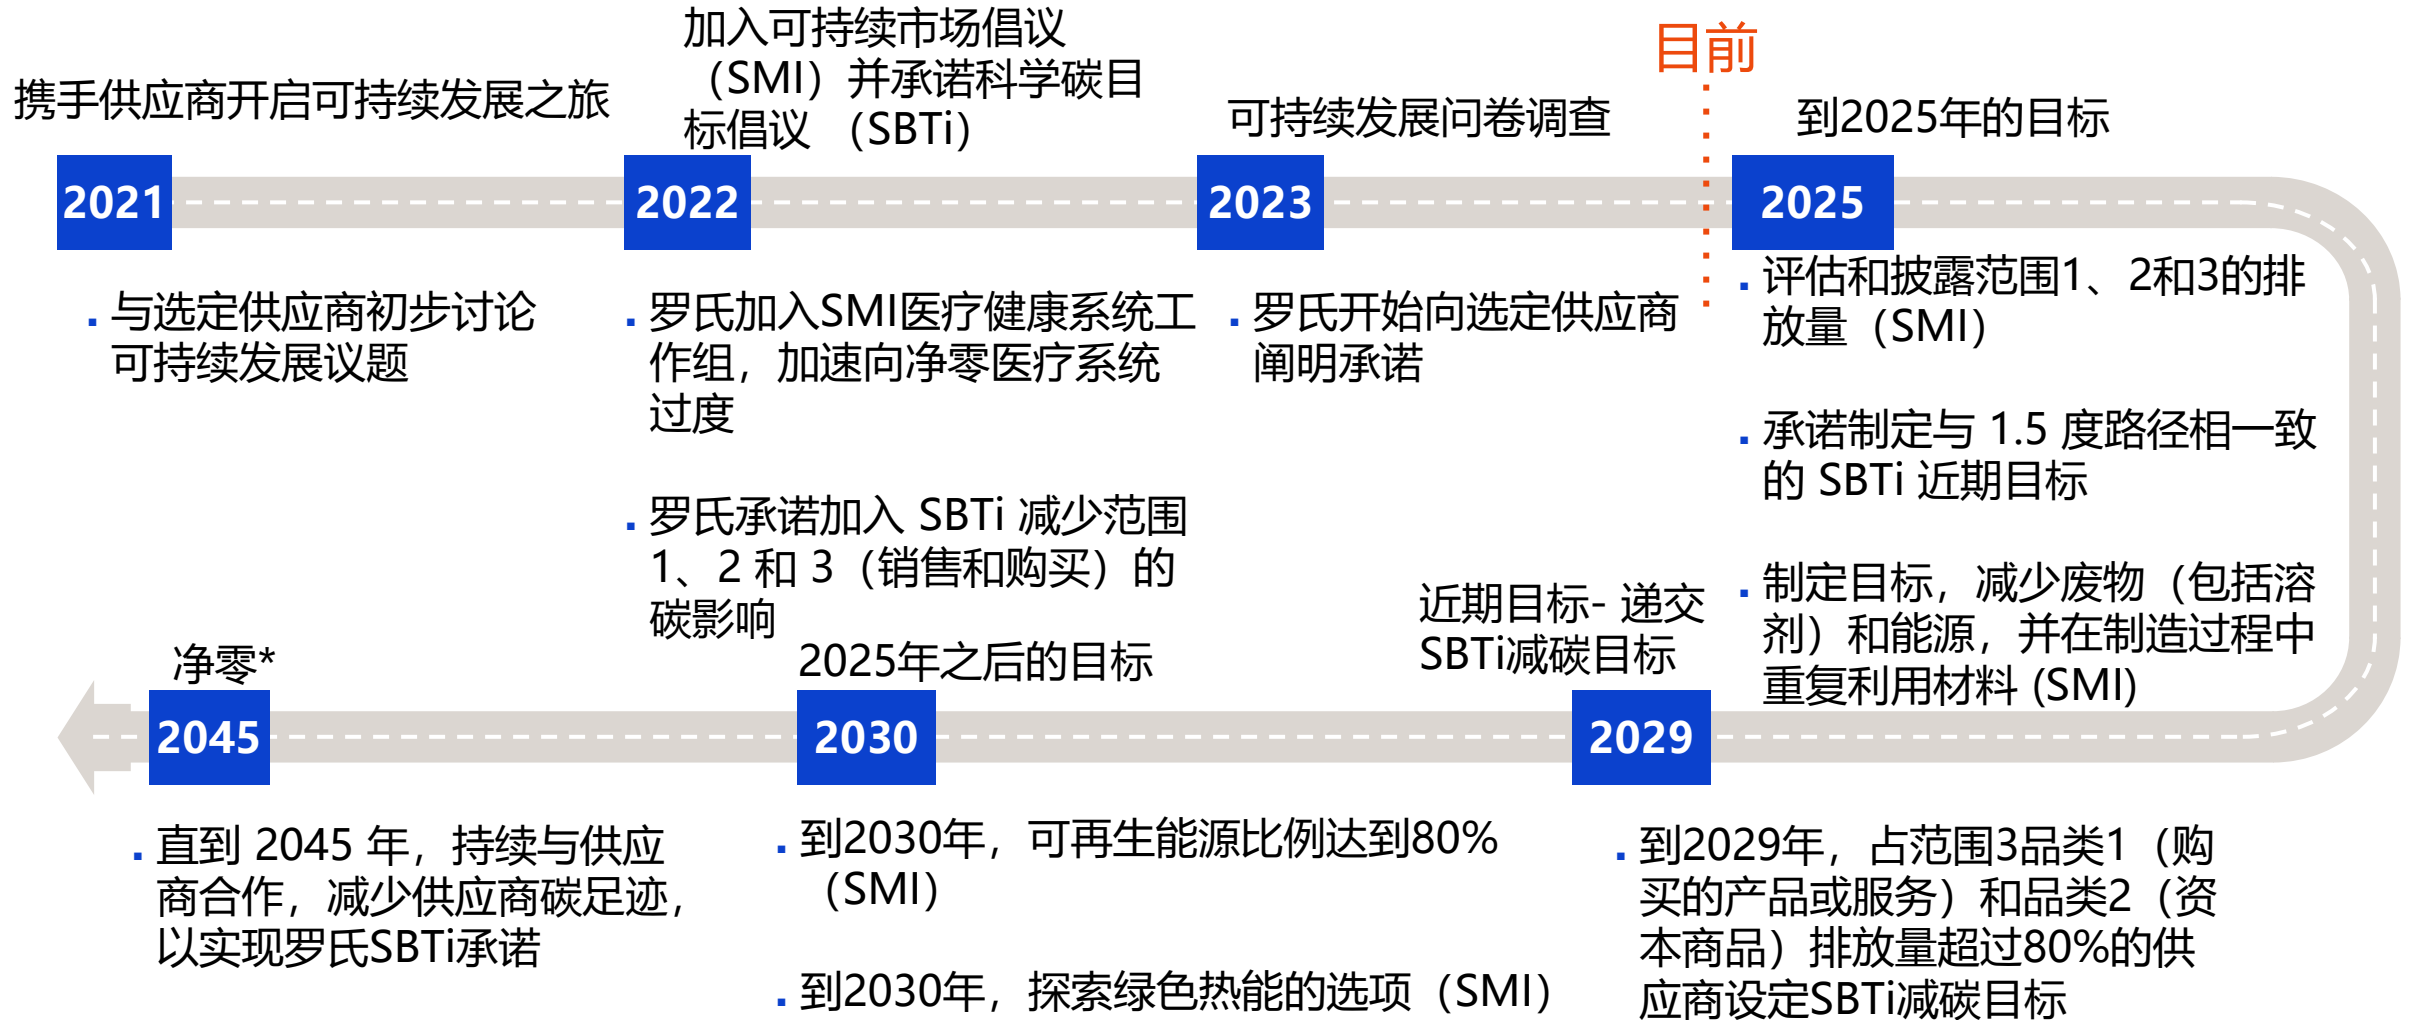 携手供应商开启可持续发展之旅
2021
. 与选定供应商初步讨论
可持续发展议题
加入可持续市场倡议
（SMI）并承诺科学碳目
标倡议 （SBTi）
2022
. 罗氏加入SMI医疗健康系统工
作组，加速向净零医疗系统
过度
. 罗氏承诺加入 SBTi 减少范围
1、2 和 3（销售和购买）的
碳影响
可持续发展问卷调查
2023
. 罗氏开始向选定供应商
阐明承诺
目前
到2025年的目标
2025
. 评估和披露范围1、2和3的排
放量（SMI）
. 承诺制定与 1.5 度路径相一致
的 SBTi 近期目标
. 制定目标，减少废物（包括溶
剂）和能源，并在制造过程中
重复利用材料 (SMI)
近期目标- 递交
SBTi减碳目标
2029
. 到2029年，占范围3品类1（购
买的产品或服务）和品类2（资
本商品）排放量超过80%的供
应商设定SBTi减碳目标
2025年之后的目标
2030
. 到2030年，可再生能源比例达到80%
（SMI）
. 到2030年，探索绿色热能的选项（SMI）
净零*
2045
. 直到 2045 年，持续与供应
商合作，减少供应商碳足迹，
以实现罗氏SBTi承诺